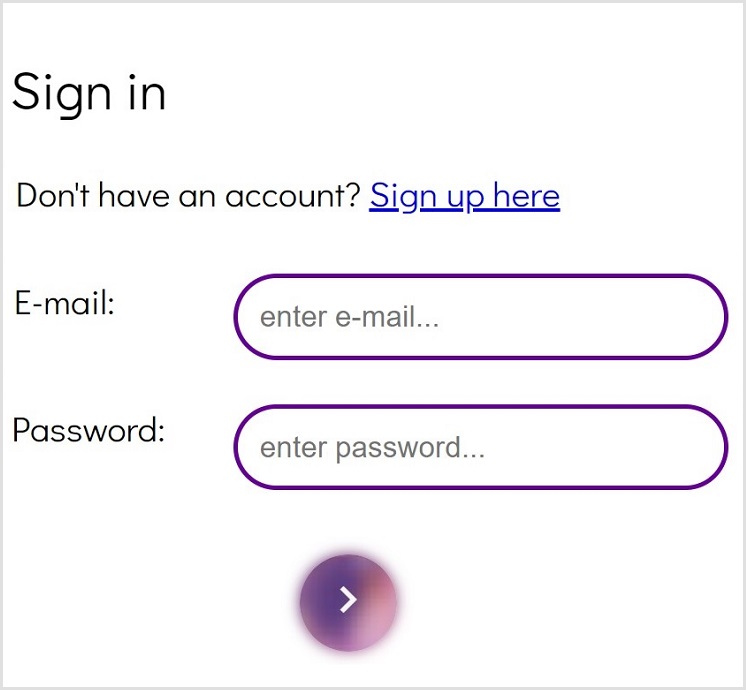 Sign in
Don't have an account? Sign up here
E-mail:
enter e-mail...
Password:
enter password...